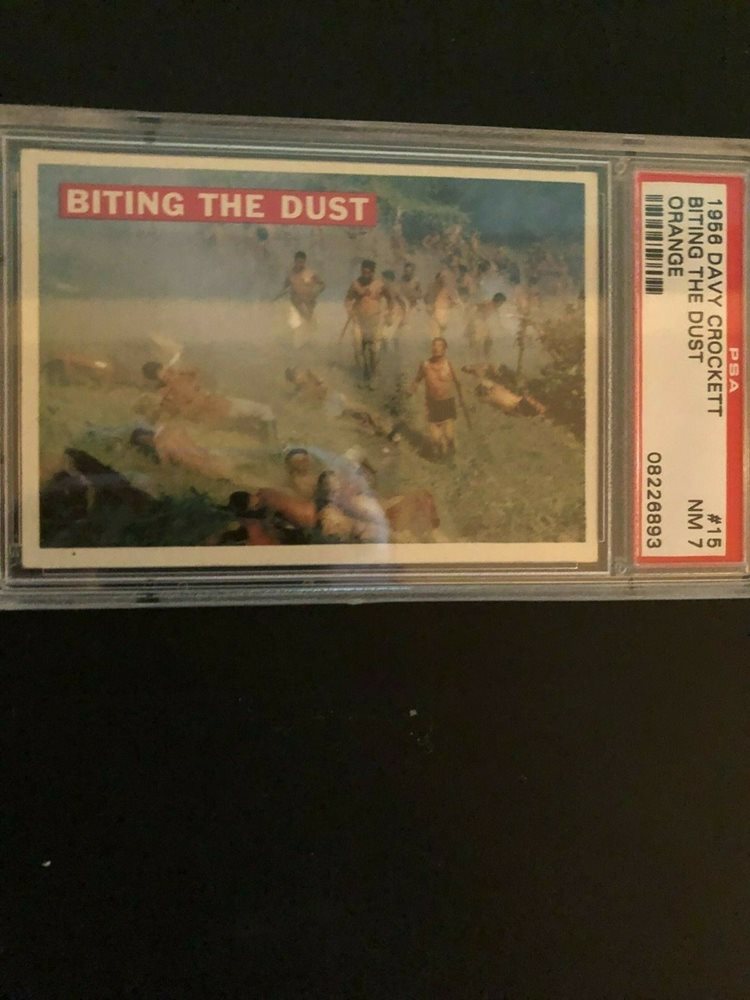 BITING THE DUST
1956 DAVY CROCKETT #15
BITING THE DUST NM 7
ORANGE 08226893
PSA